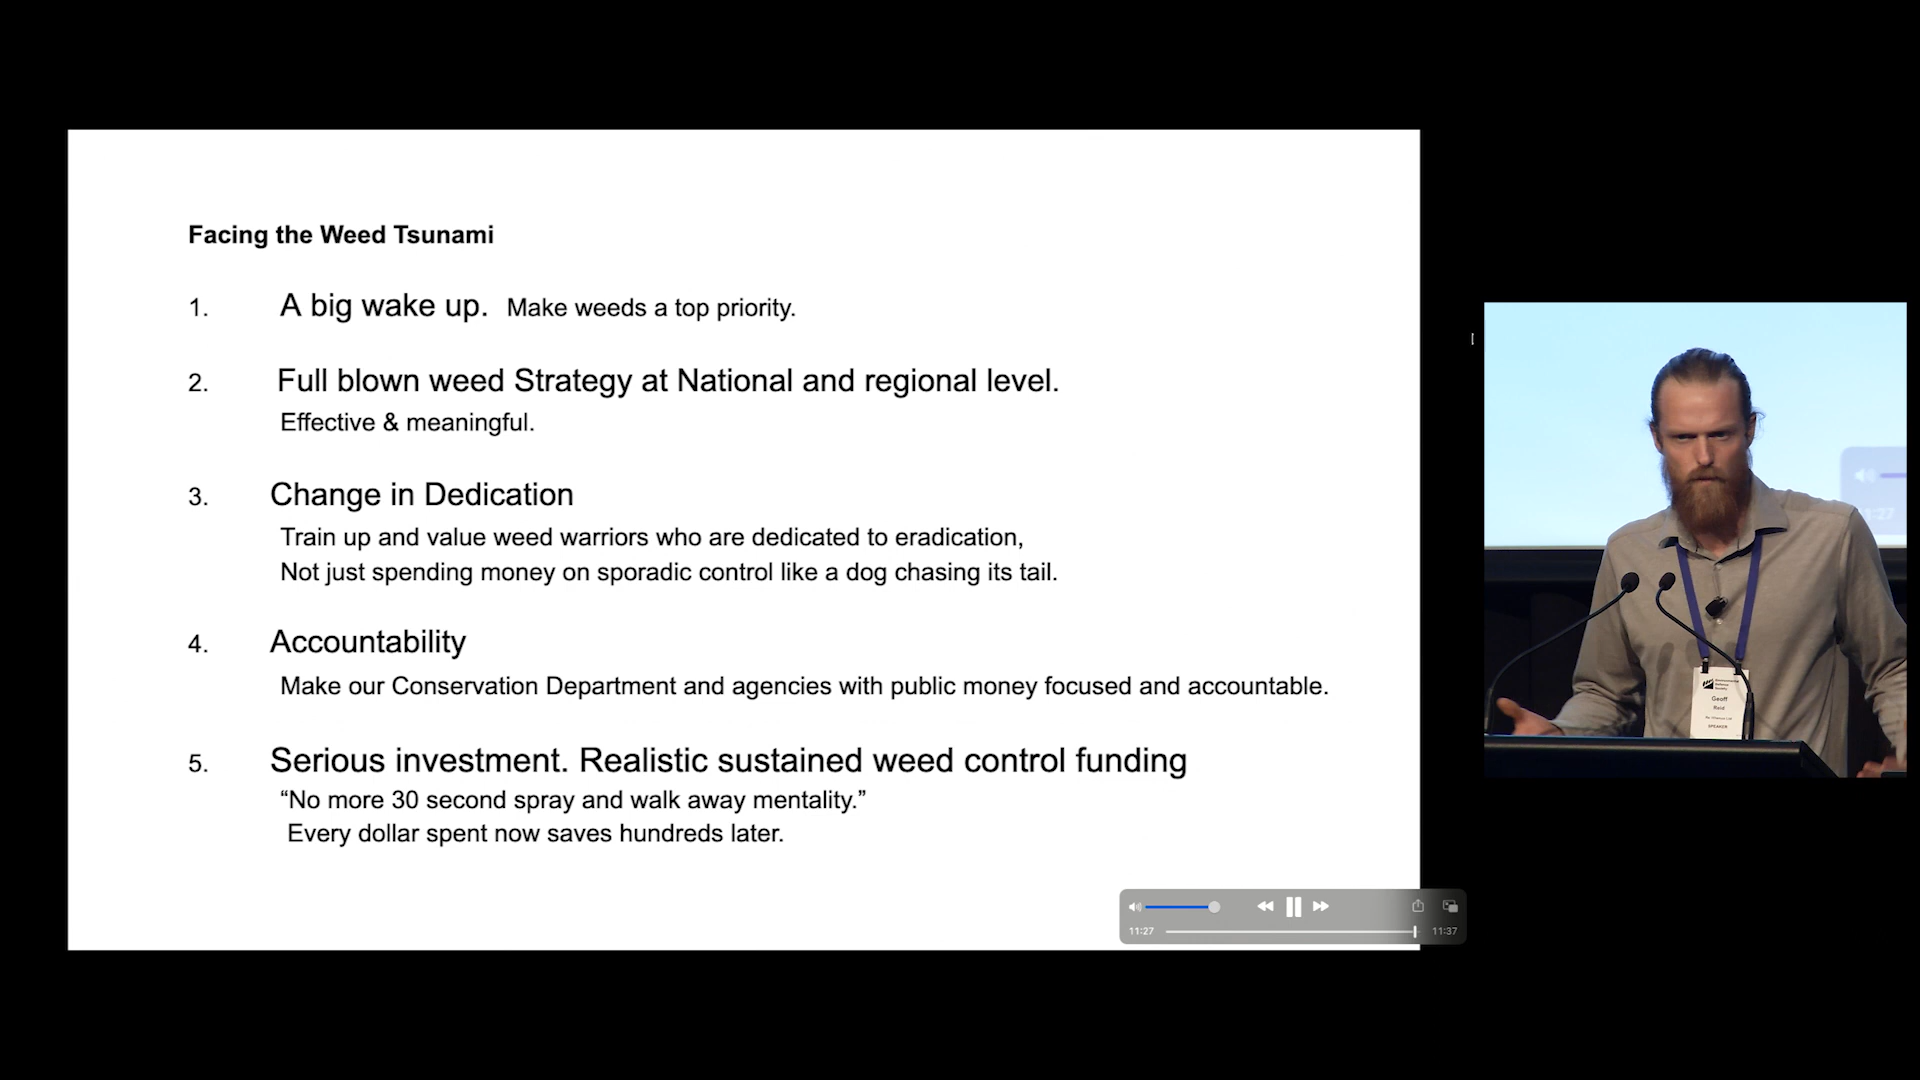 Facing the Weed Tsunami
1. A big wake up. Make weeds a top priority.
2. Full blown weed Strategy at National and regional level.
Effective & meaningful.
3. Change in Dedication
Train up and value weed warriors who are dedicated to eradication,
Not just spending money on sporadic control like a dog chasing its tail.
4. Accountability
Make our Conservation Department and agencies with public money focused and accountable.
5. Serious investment. Realistic sustained weed control funding
“No more 30 second spray and walk away mentality.”
Every dollar spent now saves hundreds later.
11:27
11:37
Environmental
Defence
Society
Geoff
Reid
SPEAKER